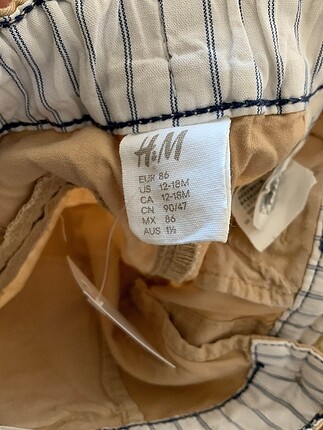 H&M
EUR 86
US 12-18M
CA 12-18M
CN 90/47
MX 86
AUS 1½